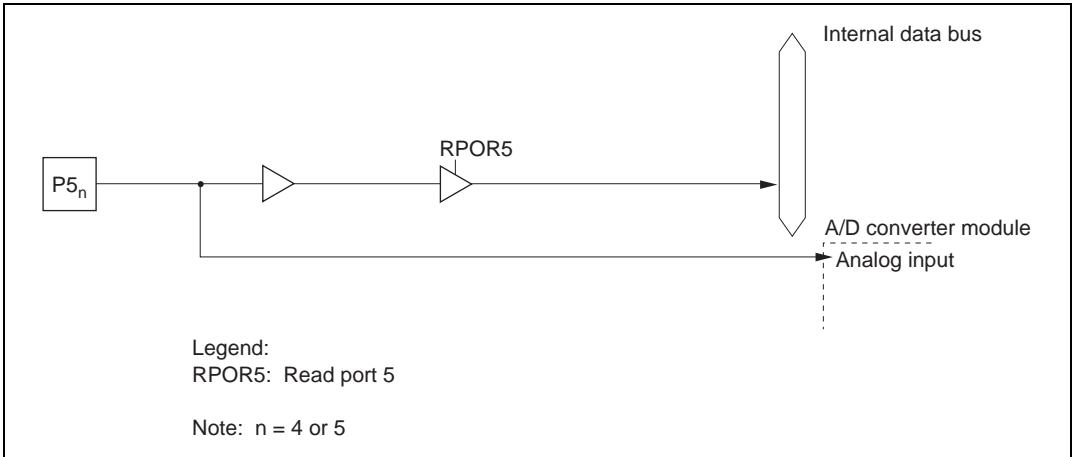 Internal data bus
RPOR5
P5n
A/D converter module
Analog input
Legend:
RPOR5: Read port 5
Note: n = 4 or 5